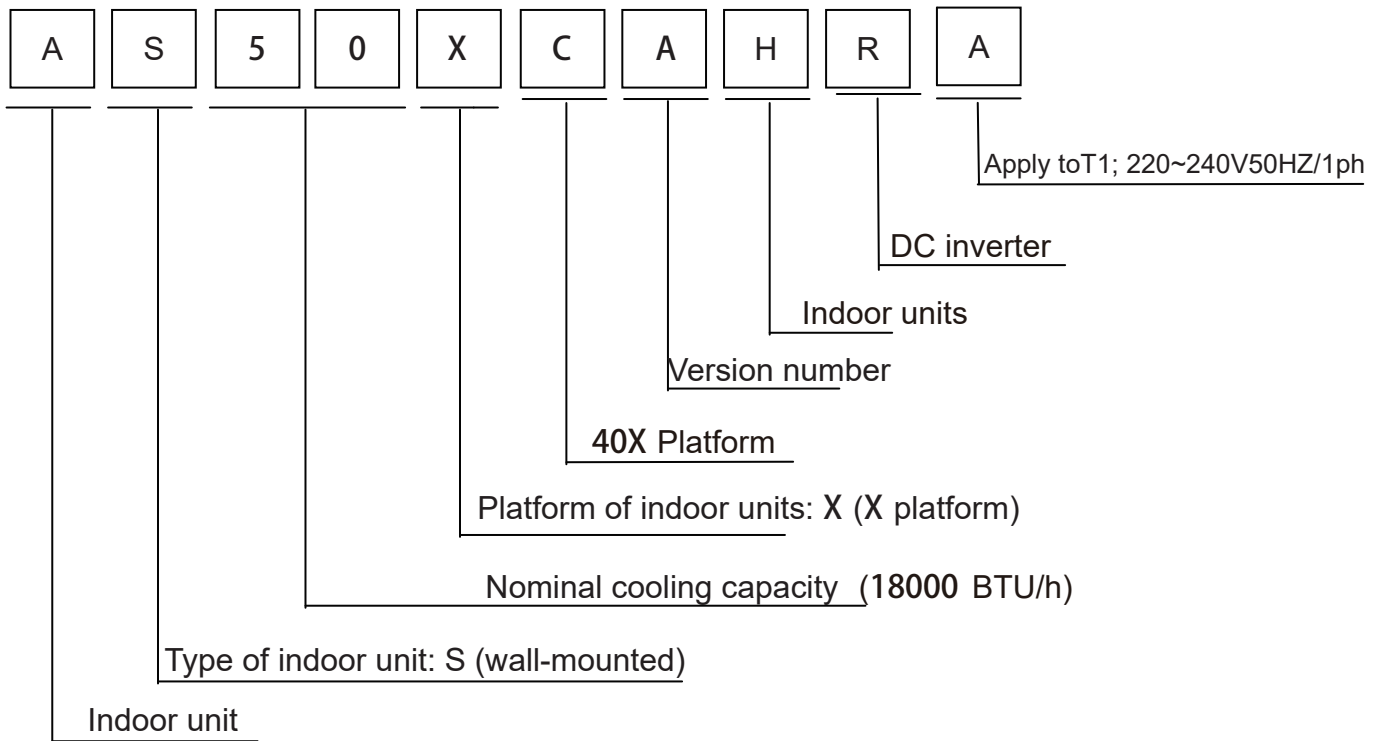 A S 5 0 X C A H R A
Apply toT1; 220~240V50HZ/1ph
DC inverter
Indoor units
Version number
40X Platform
Platform of indoor units: X (X platform)
Nominal cooling capacity (18000 BTU/h)
Type of indoor unit: S (wall-mounted)
Indoor unit